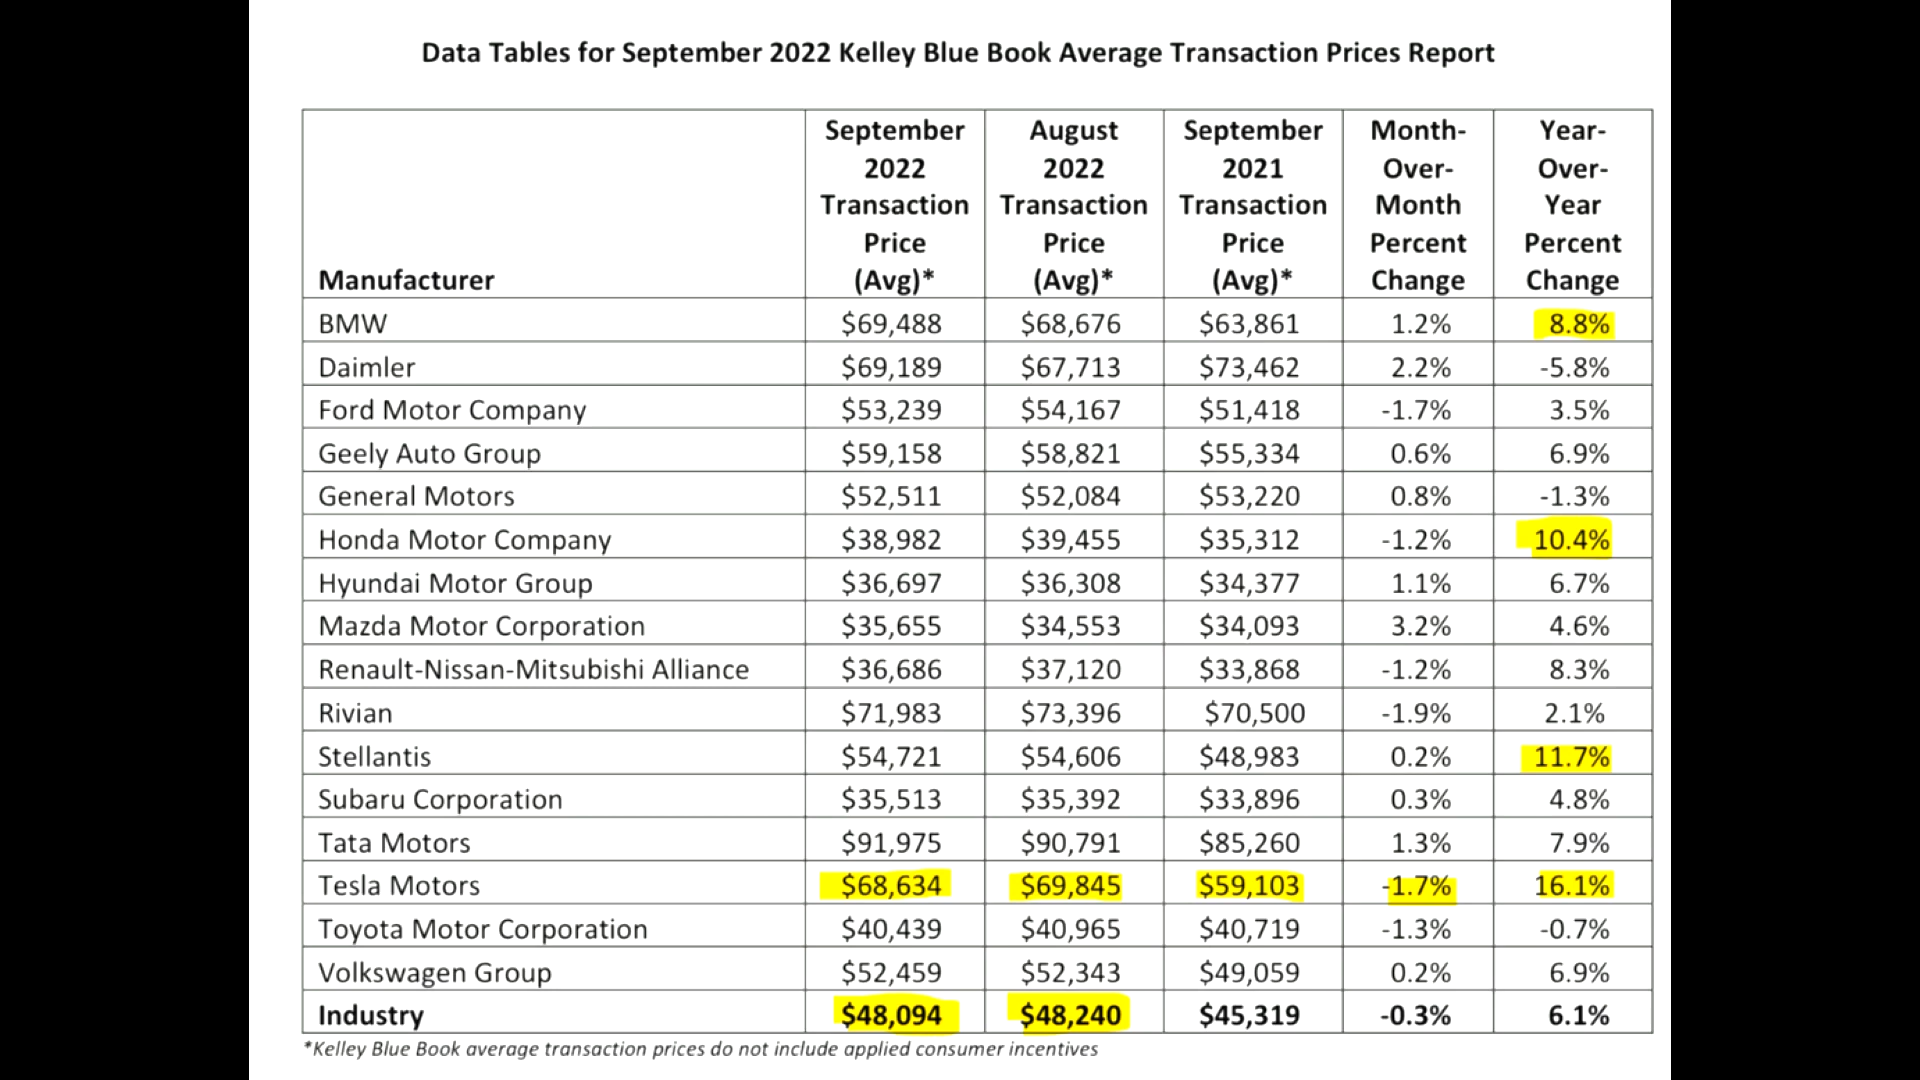 Data Tables for September 2022 Kelley Blue Book Average Transaction Prices Report
Manufacturer September 2022 Transaction Price (Avg)* August 2022 Transaction Price (Avg)* September 2021 Transaction Price (Avg)* Month-Over-Month Percent Change Year-Over-Year Percent Change
BMW $69,488 $68,676 $63,861 1.2% 8.8%
Daimler $69,189 $67,713 $73,462 2.2% -5.8%
Ford Motor Company $53,239 $54,167 $51,418 -1.7% 3.5%
Geely Auto Group $59,158 $58,821 $55,334 0.6% 6.9%
General Motors $52,511 $52,084 $53,220 0.8% -1.3%
Honda Motor Company $38,982 $39,455 $35,312 -1.2% 10.4%
Hyundai Motor Group $36,697 $36,308 $34,377 1.1% 6.7%
Mazda Motor Corporation $35,655 $34,553 $34,093 3.2% 4.6%
Renault-Nissan-Mitsubishi Alliance $36,686 $37,120 $33,868 -1.2% 8.3%
Rivian $71,983 $73,396 $70,500 -1.9% 2.1%
Stellantis $54,721 $54,606 $48,983 0.2% 11.7%
Subaru Corporation $35,513 $35,392 $33,896 0.3% 4.8%
Tata Motors $91,975 $90,791 $85,260 1.3% 7.9%
Tesla Motors $68,634 $69,845 $59,103 -1.7% 16.1%
Toyota Motor Corporation $40,439 $40,965 $40,719 -1.3% -0.7%
Volkswagen Group $52,459 $52,343 $49,059 0.2% 6.9%
Industry $48,094 $48,240 $45,319 -0.3% 6.1%
*Kelley Blue Book average transaction prices do not include applied consumer incentives